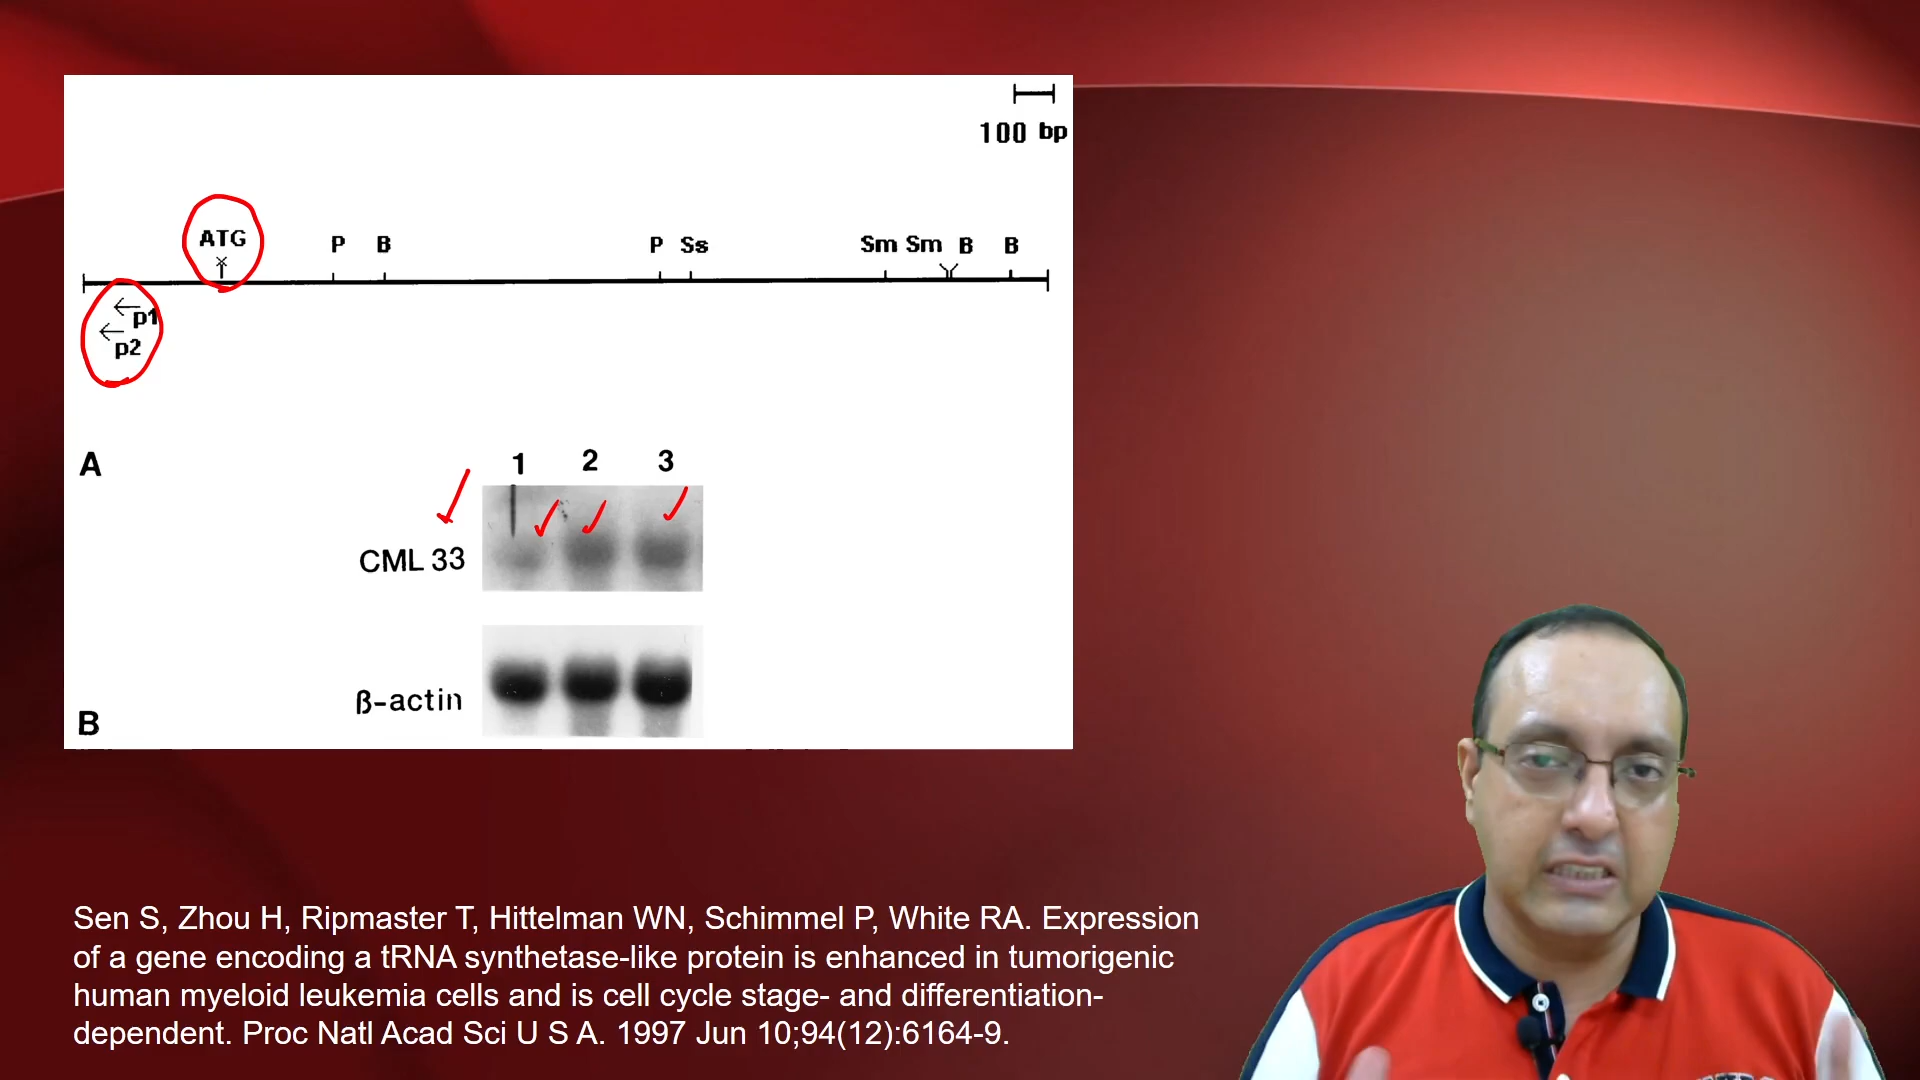 100 bp
ATG P B P Ss Sm Sm B B
p1
p2
A
1 2 3
CML 33
β-actin
B
Sen S, Zhou H, Ripmaster T, Hittelman WN, Schimmel P, White RA. Expression
of a gene encoding a tRNA synthetase-like protein is enhanced in tumorigenic
human myeloid leukemia cells and is cell cycle stage- and differentiation-
dependent. Proc Natl Acad Sci U S A. 1997 Jun 10;94(12):6164-9.